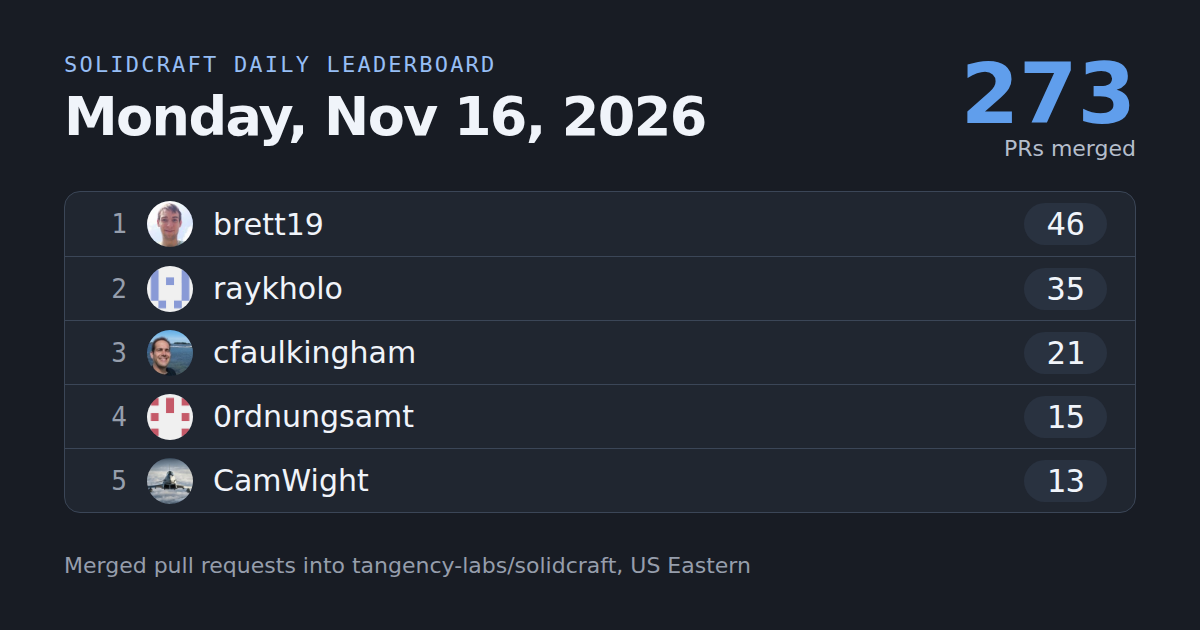 SOLIDCRAFT DAILY LEADERBOARD
Monday, Nov 16, 2026
273
PRs merged
1 brett19 46
2 raykholo 35
3 cfaulkingham 21
4 0rdnungsamt 15
5 CamWight 13
Merged pull requests into tangency-labs/solidcraft, US Eastern